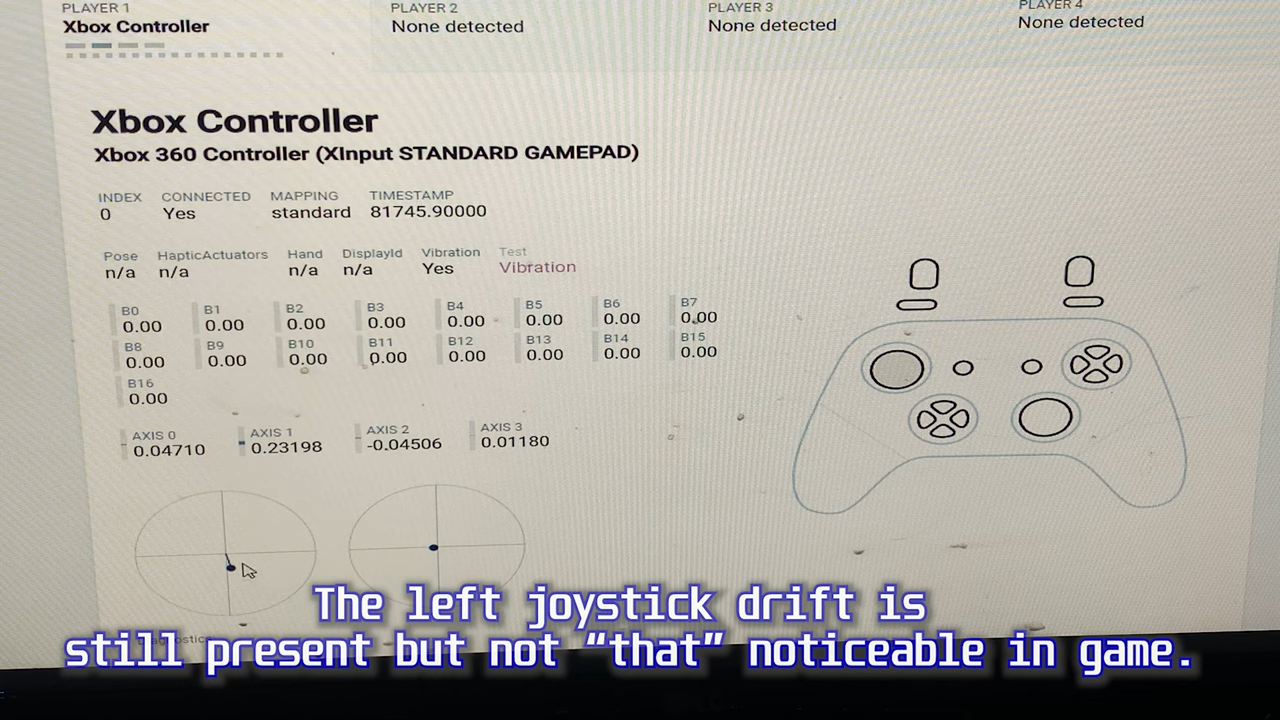 PLAYER 1 PLAYER 2 PLAYER 3 PLAYER 4
Xbox Controller None detected None detected None detected
Xbox Controller
Xbox 360 Controller (XInput STANDARD GAMEPAD)
INDEX CONNECTED MAPPING TIMESTAMP
0 Yes standard 81745.90000
Pose HapticActuators Hand DisplayId Vibration Test
n/a n/a n/a n/a Yes Vibration
B0 B1 B2 B3 B4 B5 B6 B7
0.00 0.00 0.00 0.00 0.00 0.00 0.00 0.00
B8 B9 B10 B11 B12 B13 B14 B15
0.00 0.00 0.00 0.00 0.00 0.00 0.00 0.00
B16
0.00
AXIS 0 AXIS 1 AXIS 2 AXIS 3
0.04710 0.23198 -0.04506 0.01180
The left joystick drift is
still present but not “that” noticeable in game.